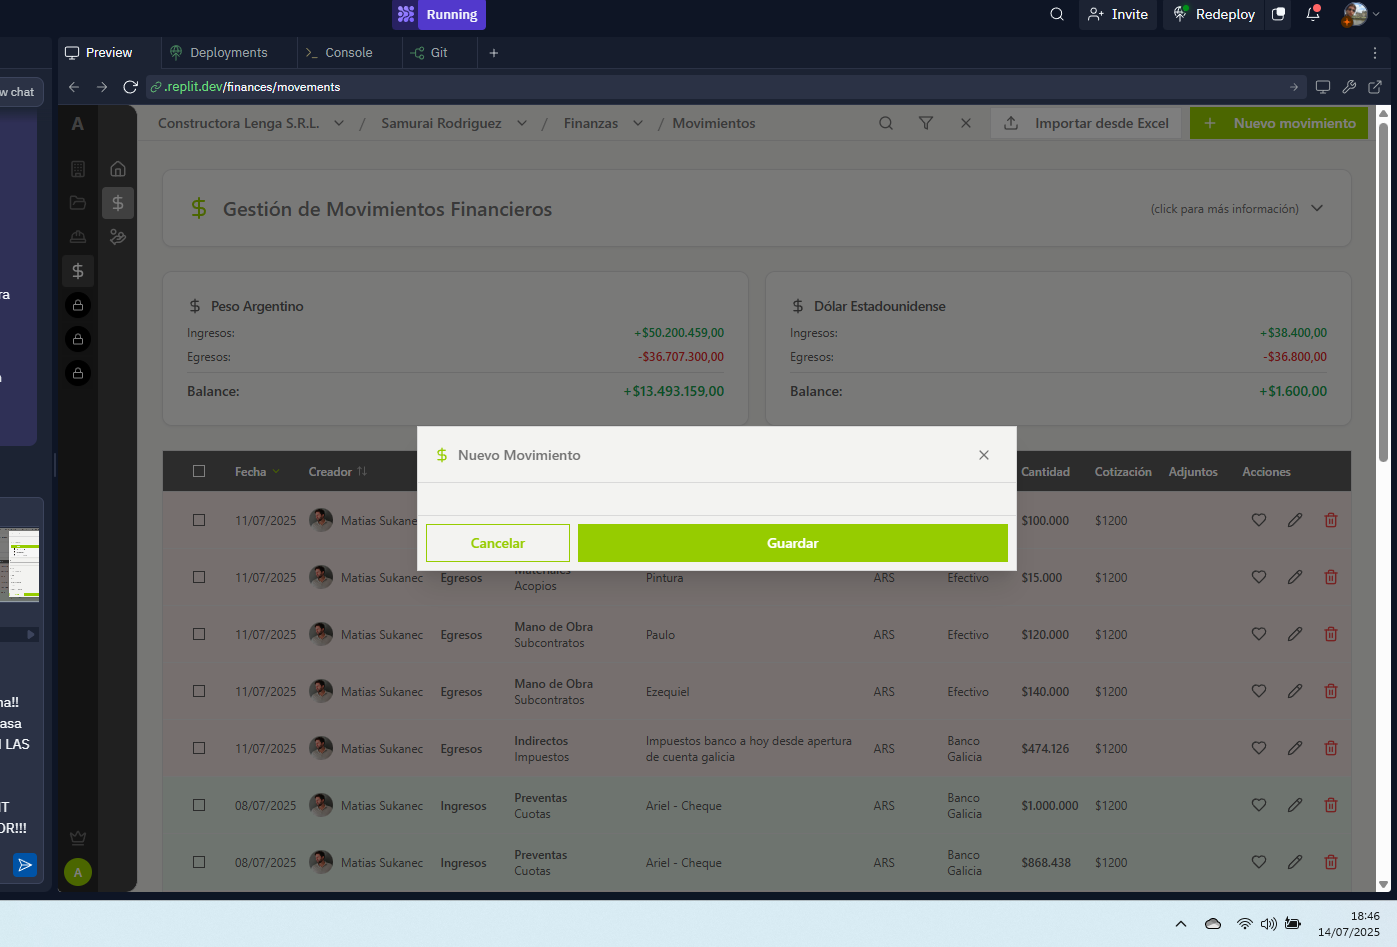 Running
Invite
Redeploy
Preview
Deployments
Console
Git
w chat
.replit.dev/finances/movements
A
Constructora Lenga S.R.L. / Samurai Rodriguez / Finanzas / Movimientos
Importar desde Excel
+ Nuevo movimiento
$ Gestión de Movimientos Financieros
(click para más información)
$ Peso Argentino
Ingresos: +$50.200.459,00
Egresos: -$36.707.300,00
Balance: +$13.493.159,00
$ Dólar Estadounidense
Ingresos: +$38.400,00
Egresos: -$36.800,00
Balance: +$1.600,00
$ Nuevo Movimiento
Cancelar
Guardar
Fecha Creador Cantidad Cotización Adjuntos Acciones
11/07/2025 Matias Sukane $100.000 $1200
11/07/2025 Matias Sukanec Egresos Materiales Acopios Pintura ARS Efectivo $15.000 $1200
11/07/2025 Matias Sukanec Egresos Mano de Obra Subcontratos Paulo ARS Efectivo $120.000 $1200
11/07/2025 Matias Sukanec Egresos Mano de Obra Subcontratos Ezequiel ARS Efectivo $140.000 $1200
11/07/2025 Matias Sukanec Egresos Indirectos Impuestos Impuestos banco a hoy desde apertura de cuenta galicia ARS Banco Galicia $474.126 $1200
08/07/2025 Matias Sukanec Ingresos Preventas Cuotas Ariel - Cheque ARS Banco Galicia $1.000.000 $1200
08/07/2025 Matias Sukanec Ingresos Preventas Cuotas Ariel - Cheque ARS Banco Galicia $868.438 $1200
ra
na!!
asa
LAS
IT
OR!!!
A
18:46
14/07/2025